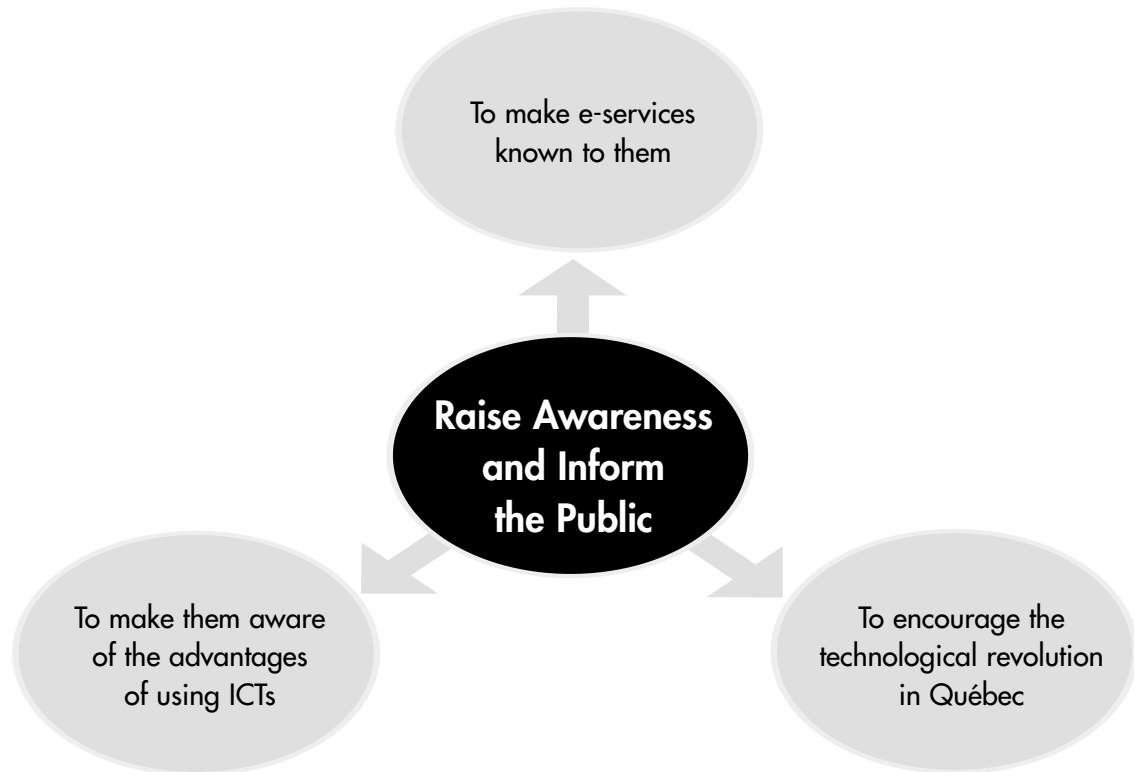 To make e-services
known to them
Raise Awareness
and Inform
the Public
To make them aware
of the advantages
of using ICTs
To encourage the
technological revolution
in Québec